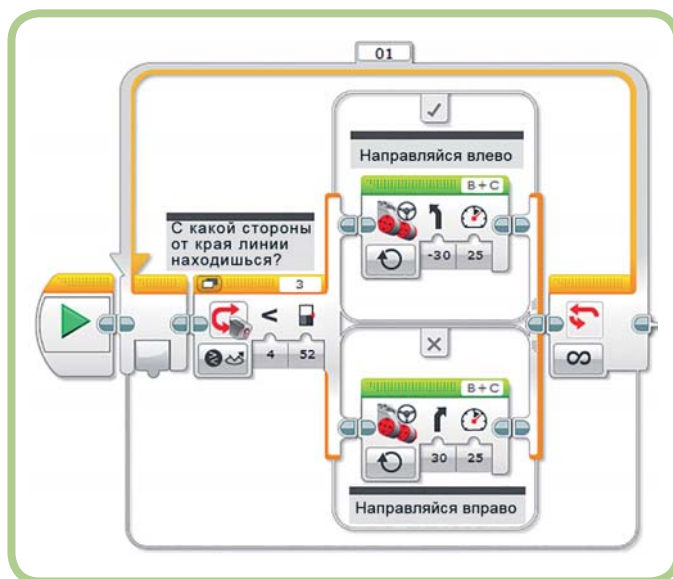 01
Направляйся влево
B+C
-30 25
С какой стороны
от края линии
находишься?
3
<
4 52
∞
B+C
30 25
Направляйся вправо